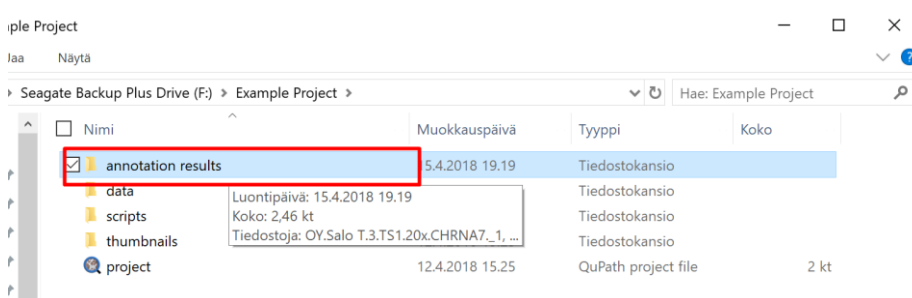 ple Project
Jaa Näytä
Seagate Backup Plus Drive (F:) > Example Project > Hae: Example Project
Nimi Muokkauspäivä Tyyppi Koko
annotation results 15.4.2018 19.19 Tiedostokansio
data Tiedostokansio
Luontipäivä: 15.4.2018 19.19
scripts Tiedostokansio
Koko: 2,46 kt
thumbnails Tiedostokansio
Tiedostoja: OY.Salo T.3.TS1.20x.CHRNA7._1, ...
project 12.4.2018 15.25 QuPath project file 2 kt